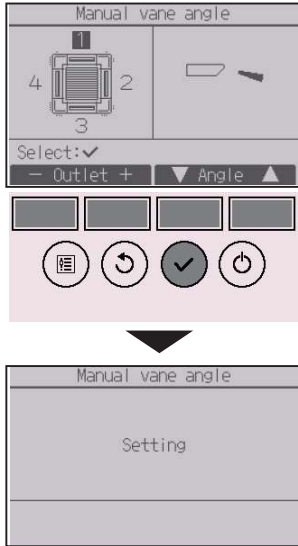 Manual vane angle
1
4 2
3
Select:✓
− Outlet + ▼ Angle ▲
Manual vane angle
Setting